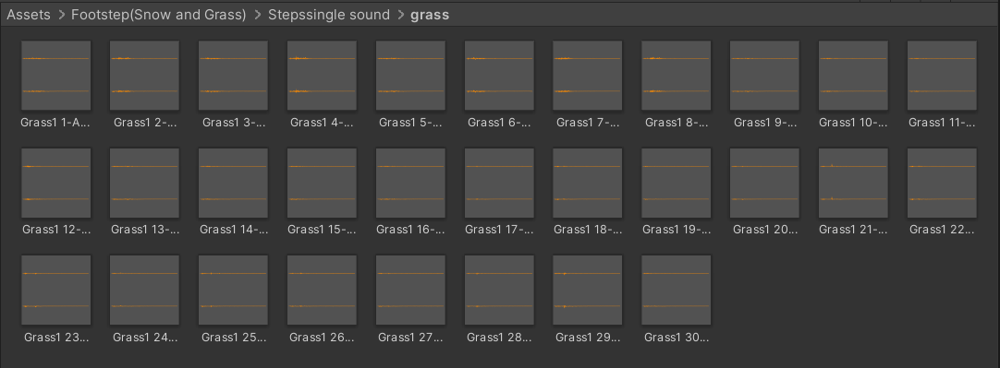 Assets > Footstep(Snow and Grass) > Stepssingle sound > grass
Grass1 1-A... Grass1 2-... Grass1 3-... Grass1 4-... Grass1 5-... Grass1 6-... Grass1 7-... Grass1 8-... Grass1 9-... Grass1 10-... Grass1 11-...
Grass1 12-... Grass1 13-... Grass1 14-... Grass1 15-... Grass1 16-... Grass1 17-... Grass1 18-... Grass1 19-... Grass1 20... Grass1 21-... Grass1 22...
Grass1 23... Grass1 24... Grass1 25... Grass1 26... Grass1 27... Grass1 28... Grass1 29... Grass1 30...